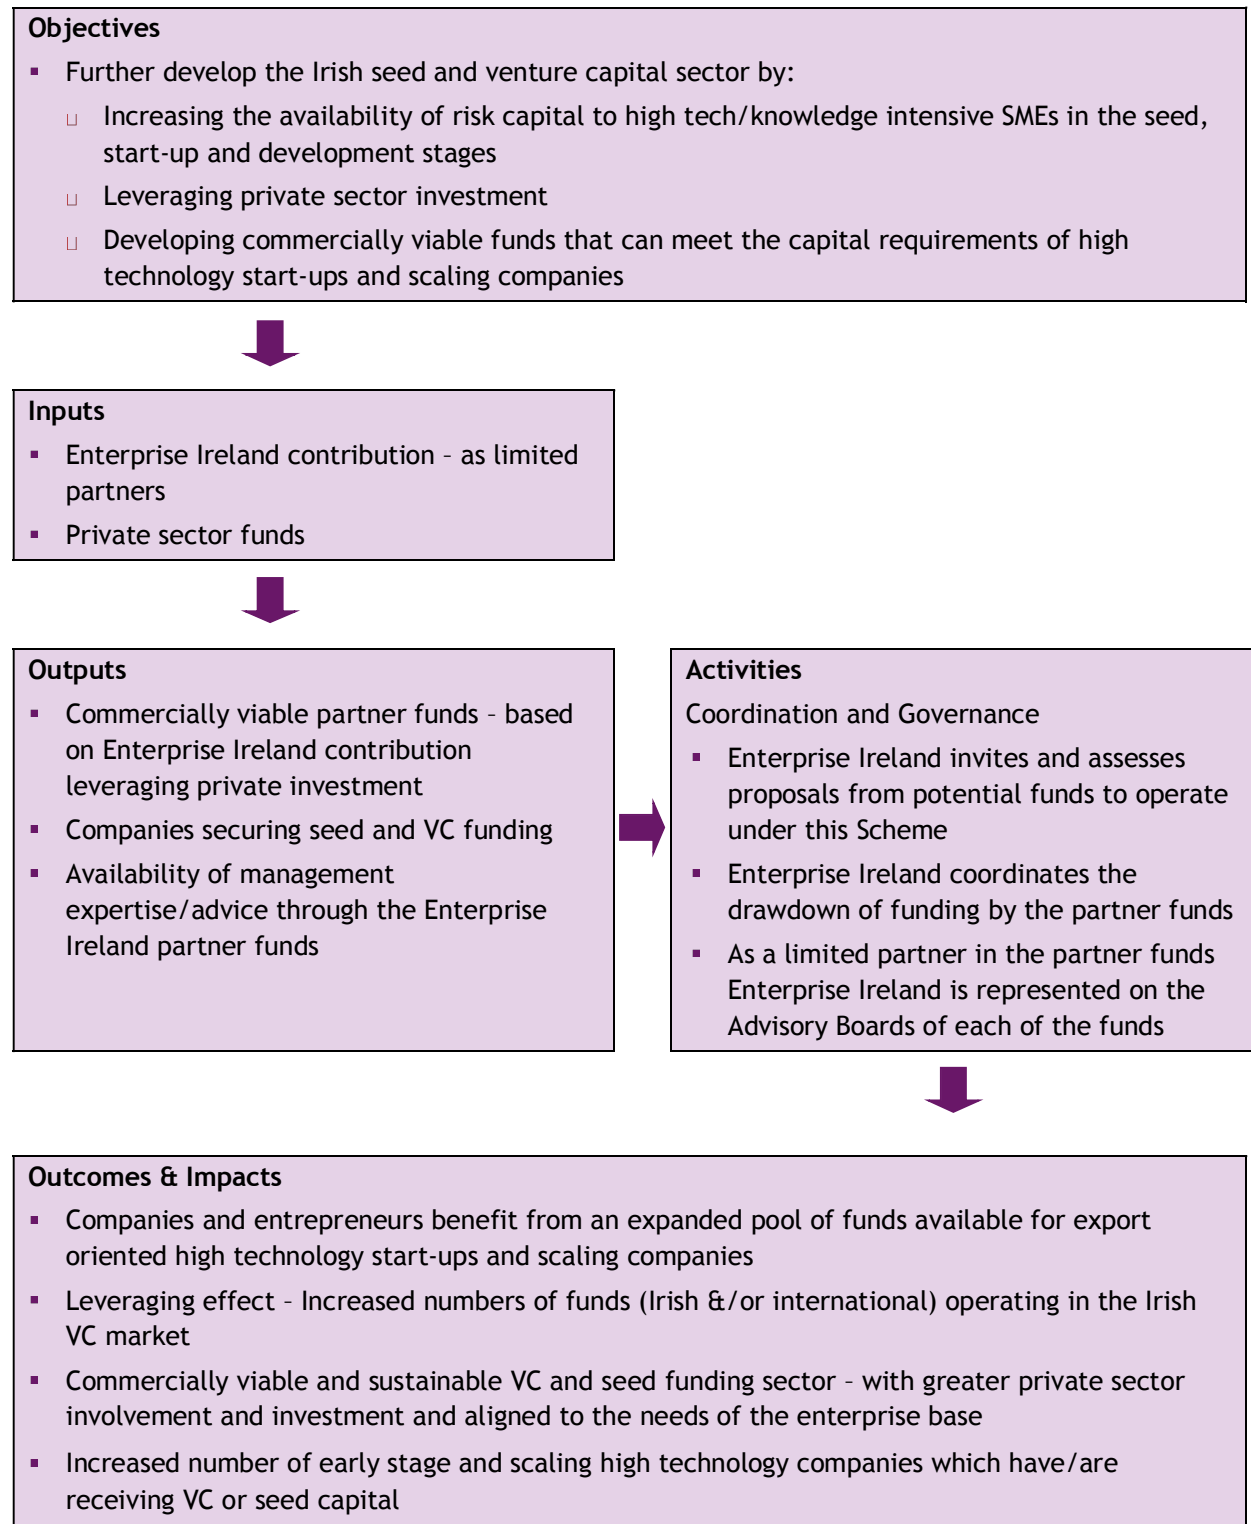 Objectives
▪ Further develop the Irish seed and venture capital sector by:
□ Increasing the availability of risk capital to high tech/knowledge intensive SMEs in the seed,
start-up and development stages
□ Leveraging private sector investment
□ Developing commercially viable funds that can meet the capital requirements of high
technology start-ups and scaling companies
Inputs
▪ Enterprise Ireland contribution – as limited
partners
▪ Private sector funds
Outputs
▪ Commercially viable partner funds – based
on Enterprise Ireland contribution
leveraging private investment
▪ Companies securing seed and VC funding
▪ Availability of management
expertise/advice through the Enterprise
Ireland partner funds
Activities
Coordination and Governance
▪ Enterprise Ireland invites and assesses
proposals from potential funds to operate
under this Scheme
▪ Enterprise Ireland coordinates the
drawdown of funding by the partner funds
▪ As a limited partner in the partner funds
Enterprise Ireland is represented on the
Advisory Boards of each of the funds
Outcomes & Impacts
▪ Companies and entrepreneurs benefit from an expanded pool of funds available for export
oriented high technology start-ups and scaling companies
▪ Leveraging effect – Increased numbers of funds (Irish &/or international) operating in the Irish
VC market
▪ Commercially viable and sustainable VC and seed funding sector – with greater private sector
involvement and investment and aligned to the needs of the enterprise base
▪ Increased number of early stage and scaling high technology companies which have/are
receiving VC or seed capital